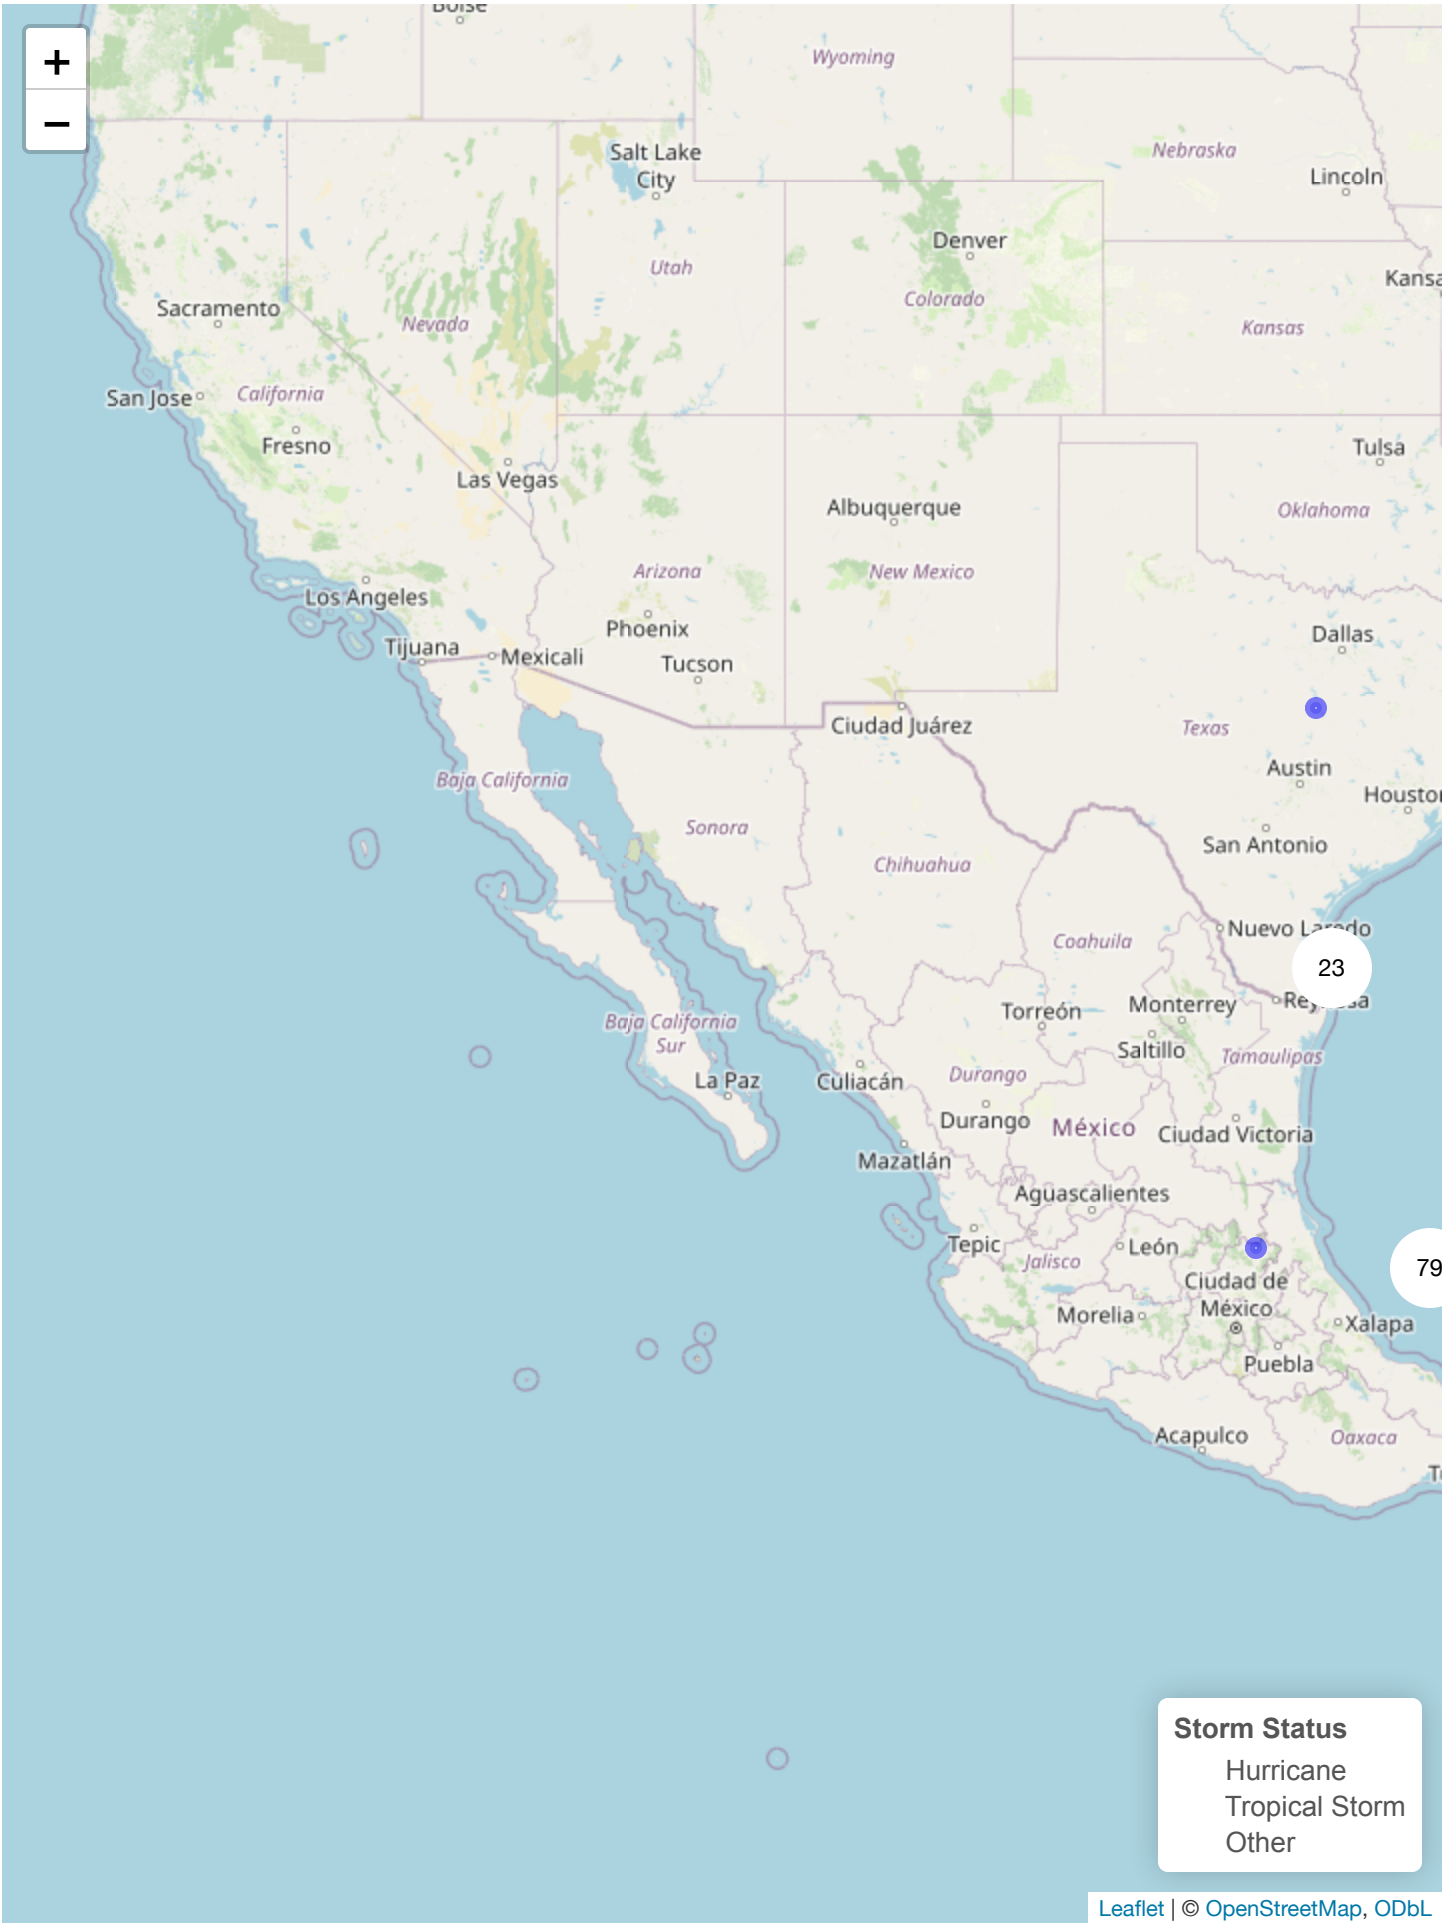 Boise
+
−
Wyoming
Salt Lake
City
Nebraska
Lincoln
Denver
Utah
Colorado
Kansa
Sacramento
Nevada
Kansas
San Jose
California
Fresno
Tulsa
Las Vegas
Albuquerque
Oklahoma
Arizona
New Mexico
Los Angeles
Phoenix
Dallas
Tijuana
Mexicali
Tucson
Ciudad Juárez
Texas
Austin
Baja California
Houston
Sonora
San Antonio
Chihuahua
Nuevo Laredo
Coahuila
23
Torreón
Monterrey
Baja California
Sur
Saltillo
Tamaulipas
La Paz
Culiacán
Durango
Durango
México
Ciudad Victoria
Mazatlán
Aguascalientes
Tepic
León
Jalisco
79
Ciudad de
México
Morelia
Xalapa
Puebla
Acapulco
Oaxaca
Storm Status
Hurricane
Tropical Storm
Other
Leaflet | © OpenStreetMap, ODbL